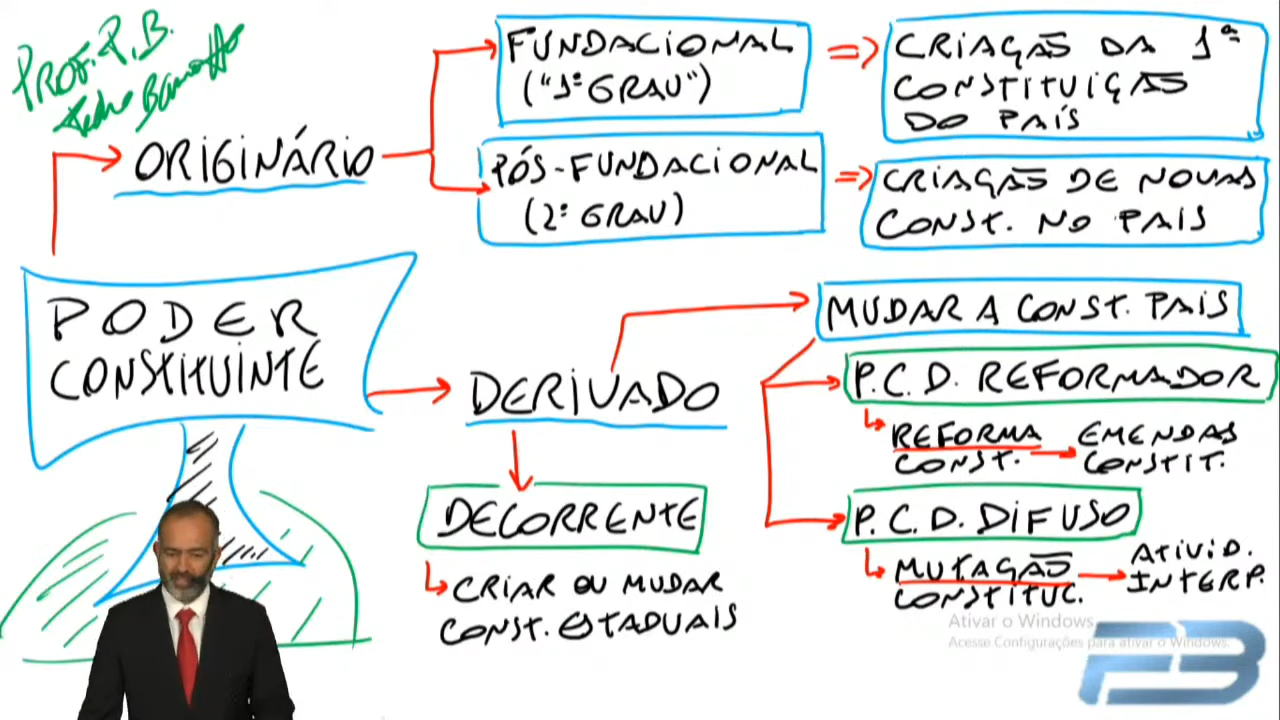 PROF. P. B.
ORIGINÁRIO
FUNDACIONAL
("1º GRAU")
=> CRIAÇÃO DA 1ª
CONSTITUIÇÃO
DO PAÍS
PÓS-FUNDACIONAL
(2º GRAU)
=> CRIAÇÃO DE NOVAS
CONST. NO PAÍS
PODER
CONSTITUINTE
DERIVADO
MUDAR A CONST. PAÍS
P.C.D. REFORMADOR
REFORMA
CONST.
EMENDAS
CONSTIT.
P.C.D. DIFUSO
MUTAÇÃO
CONSTITUC.
ATIVID.
INTERP.
DECORRENTE
CRIAR OU MUDAR
CONST. ESTADUAIS
Ativar o Windows
Acesse Configurações para ativar o Windows.
PB